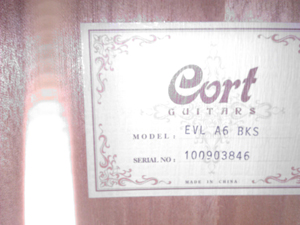 Cort
GUITARS
MODEL : EVL A6 BKS
SERIAL NO : 100903846
MADE IN CHINA